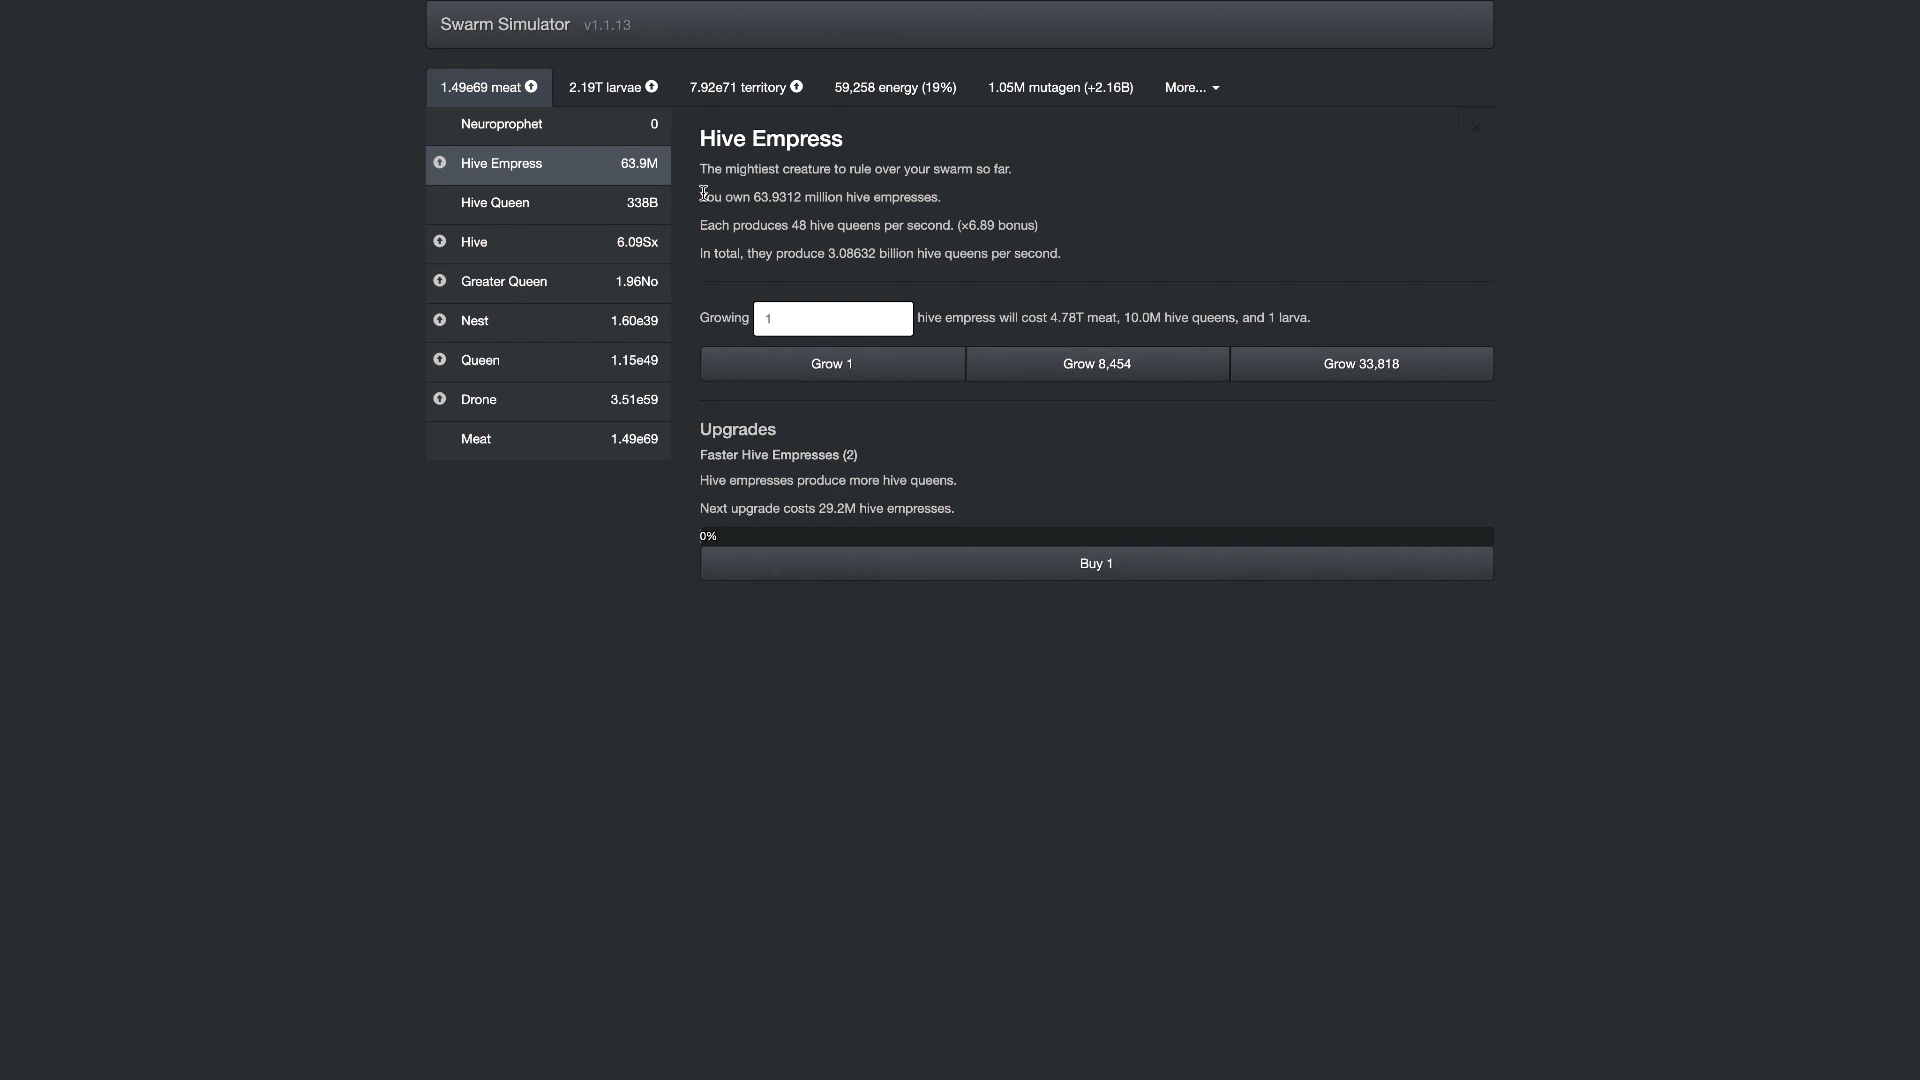 Swarm Simulator v1.1.13
1.49e69 meat 2.19T larvae 7.92e71 territory 59,258 energy (19%) 1.05M mutagen (+2.16B) More...
Neuroprophet 0
Hive Empress 63.9M
Hive Queen 338B
Hive 6.09Sx
Greater Queen 1.96No
Nest 1.60e39
Queen 1.15e49
Drone 3.51e59
Meat 1.49e69
Hive Empress
The mightiest creature to rule over your swarm so far.
You own 63.9312 million hive empresses.
Each produces 48 hive queens per second. (×6.89 bonus)
In total, they produce 3.08632 billion hive queens per second.
Growing 1 hive empress will cost 4.78T meat, 10.0M hive queens, and 1 larva.
Grow 1 Grow 8,454 Grow 33,818
Upgrades
Faster Hive Empresses (2)
Hive empresses produce more hive queens.
Next upgrade costs 29.2M hive empresses.
0%
Buy 1